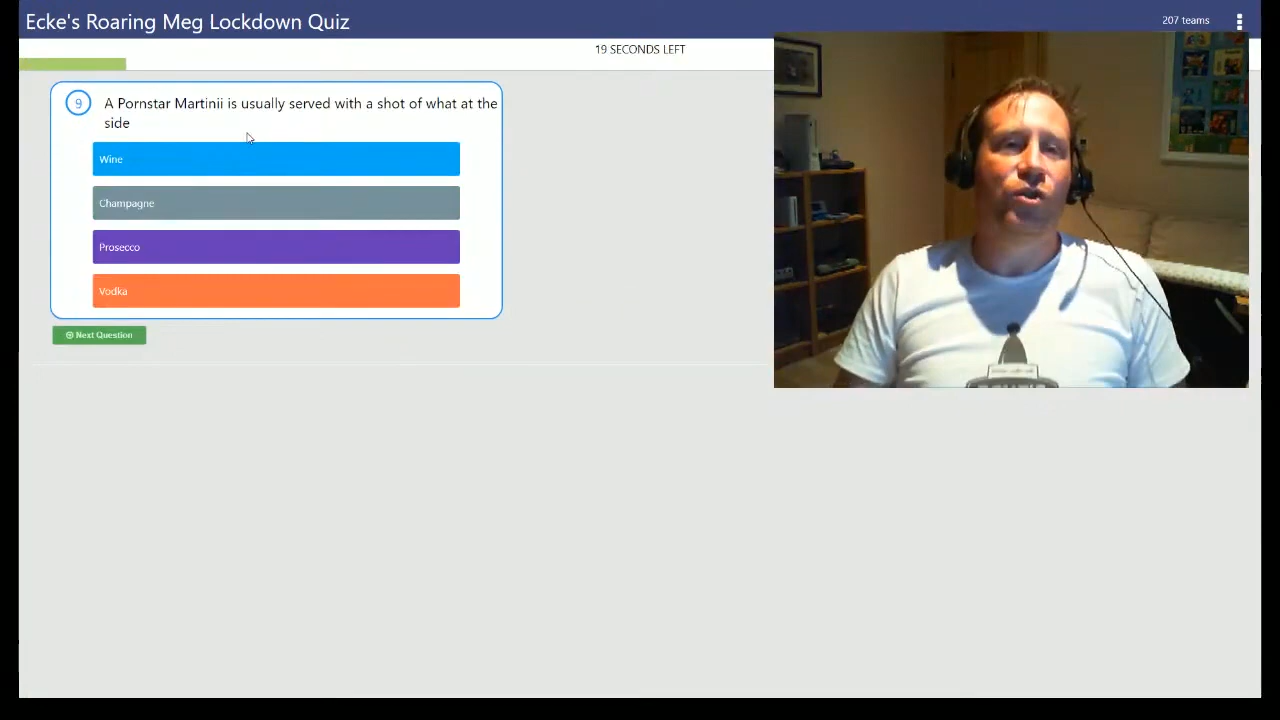 Ecke's Roaring Meg Lockdown Quiz
207 teams
19 SECONDS LEFT
9 A Pornstar Martinii is usually served with a shot of what at the
side
Wine
Champagne
Prosecco
Vodka
Next Question